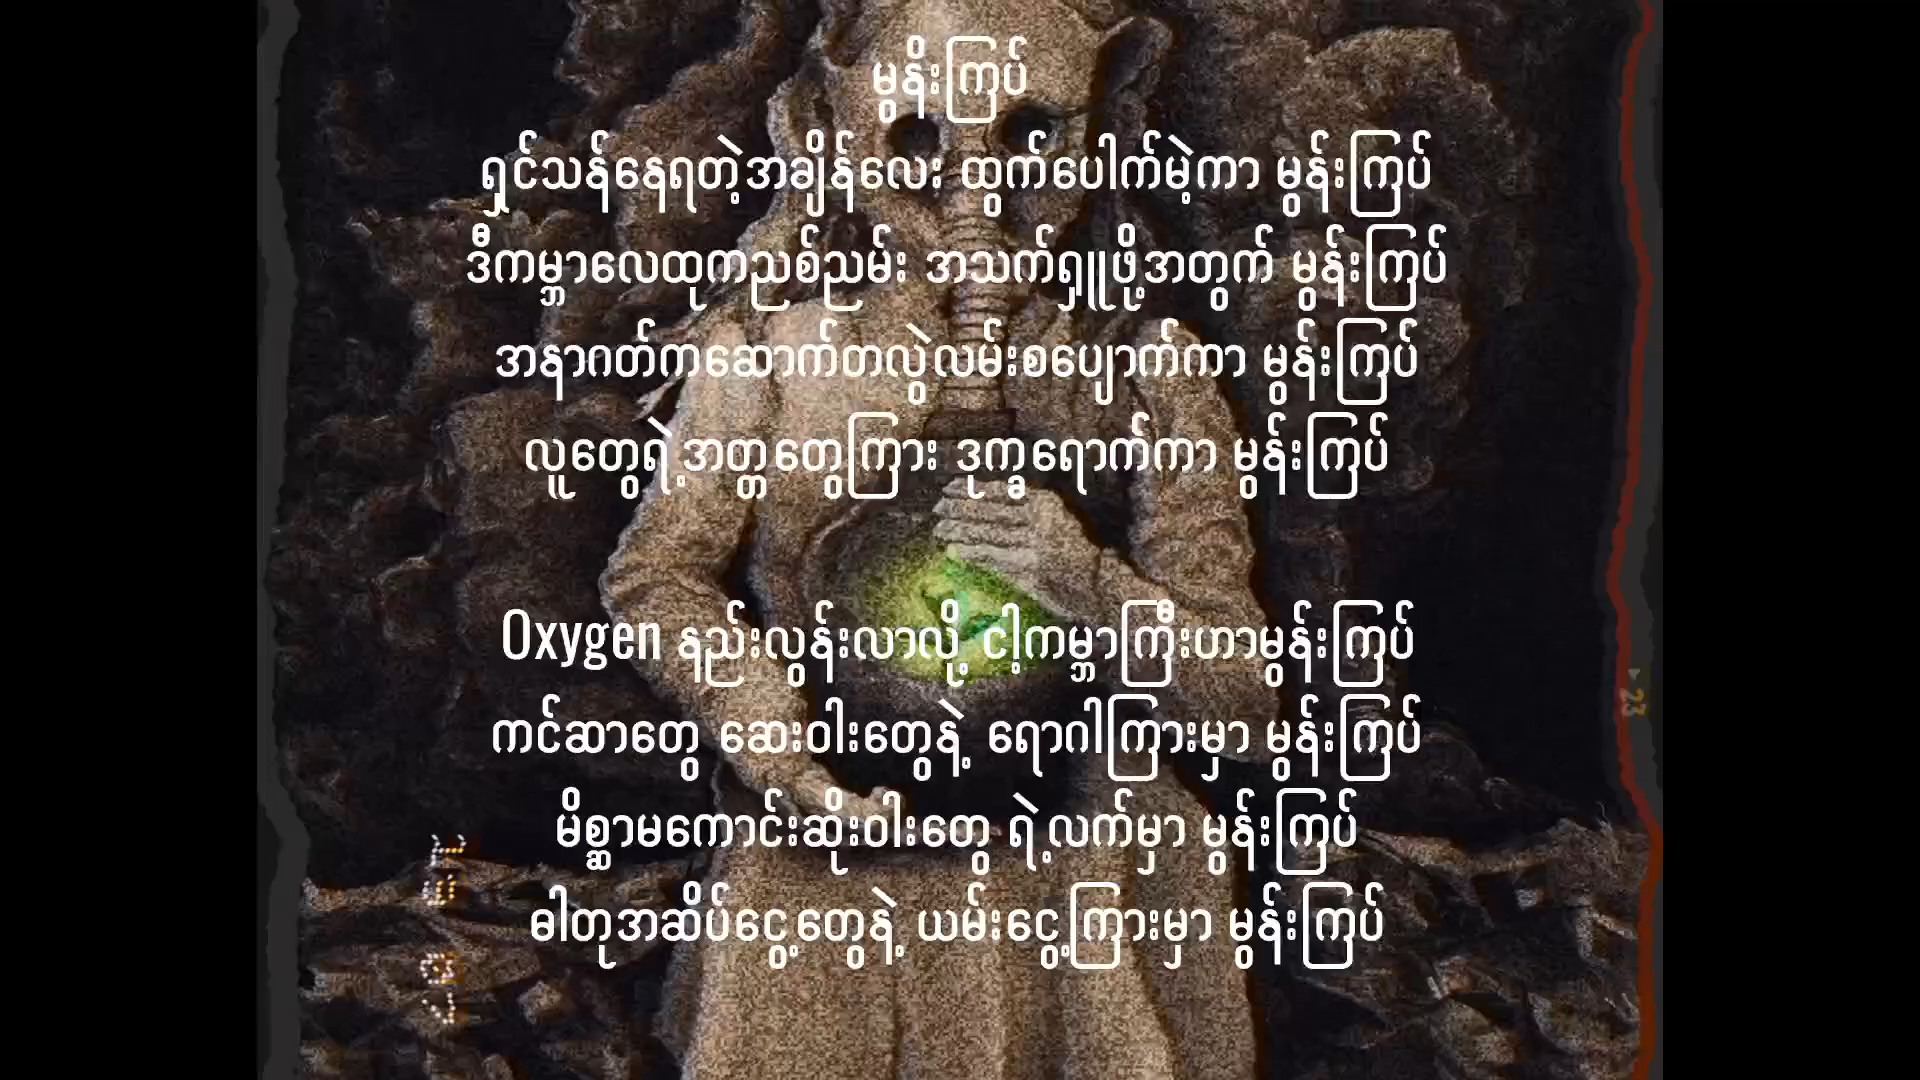 မွန်းကြပ်
ရှင်သန်နေရတဲ့အချိန်လေး ထွက်ပေါက်မဲ့ကာ မွန်းကြပ်
ဒီကမ္ဘာလေထုကညစ်ညမ်း အသက်ရှူဖို့အတွက် မွန်းကြပ်
အနာဂတ်ကဆောက်တလွဲလမ်းစပျောက်ကာ မွန်းကြပ်
လူတွေရဲ့အတ္တတွေကြား ဒုက္ခရောက်ကာ မွန်းကြပ်
Oxygen နည်းလွန်းလာလို့ ငါ့ကမ္ဘာကြီးဟာမွန်းကြပ်
ကင်ဆာတွေ ဆေးဝါးတွေနဲ့ ရောဂါကြားမှာ မွန်းကြပ်
မိစ္ဆာမကောင်းဆိုးဝါးတွေ ရဲ့လက်မှာ မွန်းကြပ်
ဓါတုအဆိပ်ငွေ့တွေနဲ့ ယမ်းငွေ့ကြားမှာ မွန်းကြပ်